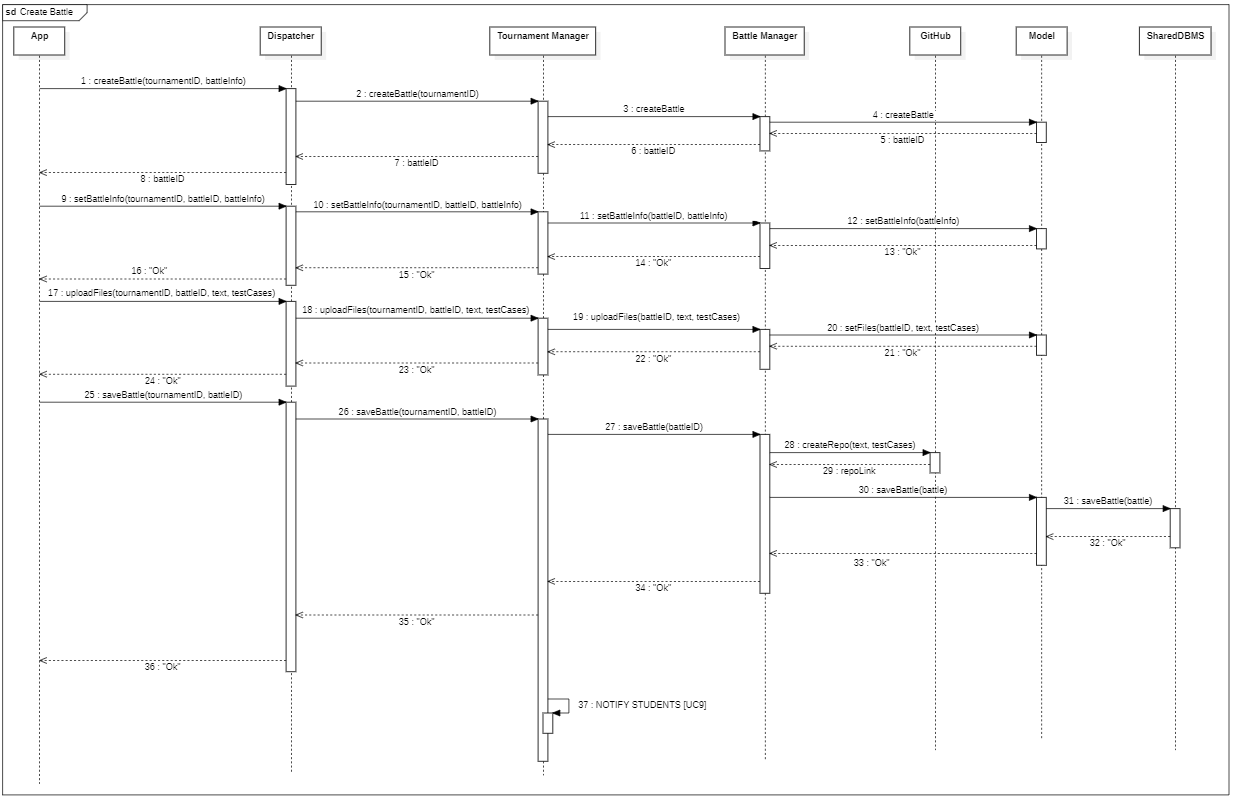 sd Create Battle
App
Dispatcher
Tournament Manager
Battle Manager
GitHub
Model
SharedDBMS
1 : createBattle(tournamentID, battleInfo)
2 : createBattle(tournamentID)
3 : createBattle
4 : createBattle
5 : battleID
6 : battleID
7 : battleID
8 : battleID
9 : setBattleInfo(tournamentID, battleID, battleInfo)
10 : setBattleInfo(tournamentID, battleID, battleInfo)
11 : setBattleInfo(battleID, battleInfo)
12 : setBattleInfo(battleInfo)
13 : "Ok"
14 : "Ok"
15 : "Ok"
16 : "Ok"
17 : uploadFiles(tournamentID, battleID, text, testCases)
18 : uploadFiles(tournamentID, battleID, text, testCases)
19 : uploadFiles(battleID, text, testCases)
20 : setFiles(battleID, text, testCases)
21 : "Ok"
22 : "Ok"
23 : "Ok"
24 : "Ok"
25 : saveBattle(tournamentID, battleID)
26 : saveBattle(tournamentID, battleID)
27 : saveBattle(battleID)
28 : createRepo(text, testCases)
29 : repoLink
30 : saveBattle(battle)
31 : saveBattle(battle)
32 : "Ok"
33 : "Ok"
34 : "Ok"
35 : "Ok"
36 : "Ok"
37 : NOTIFY STUDENTS [UC9]